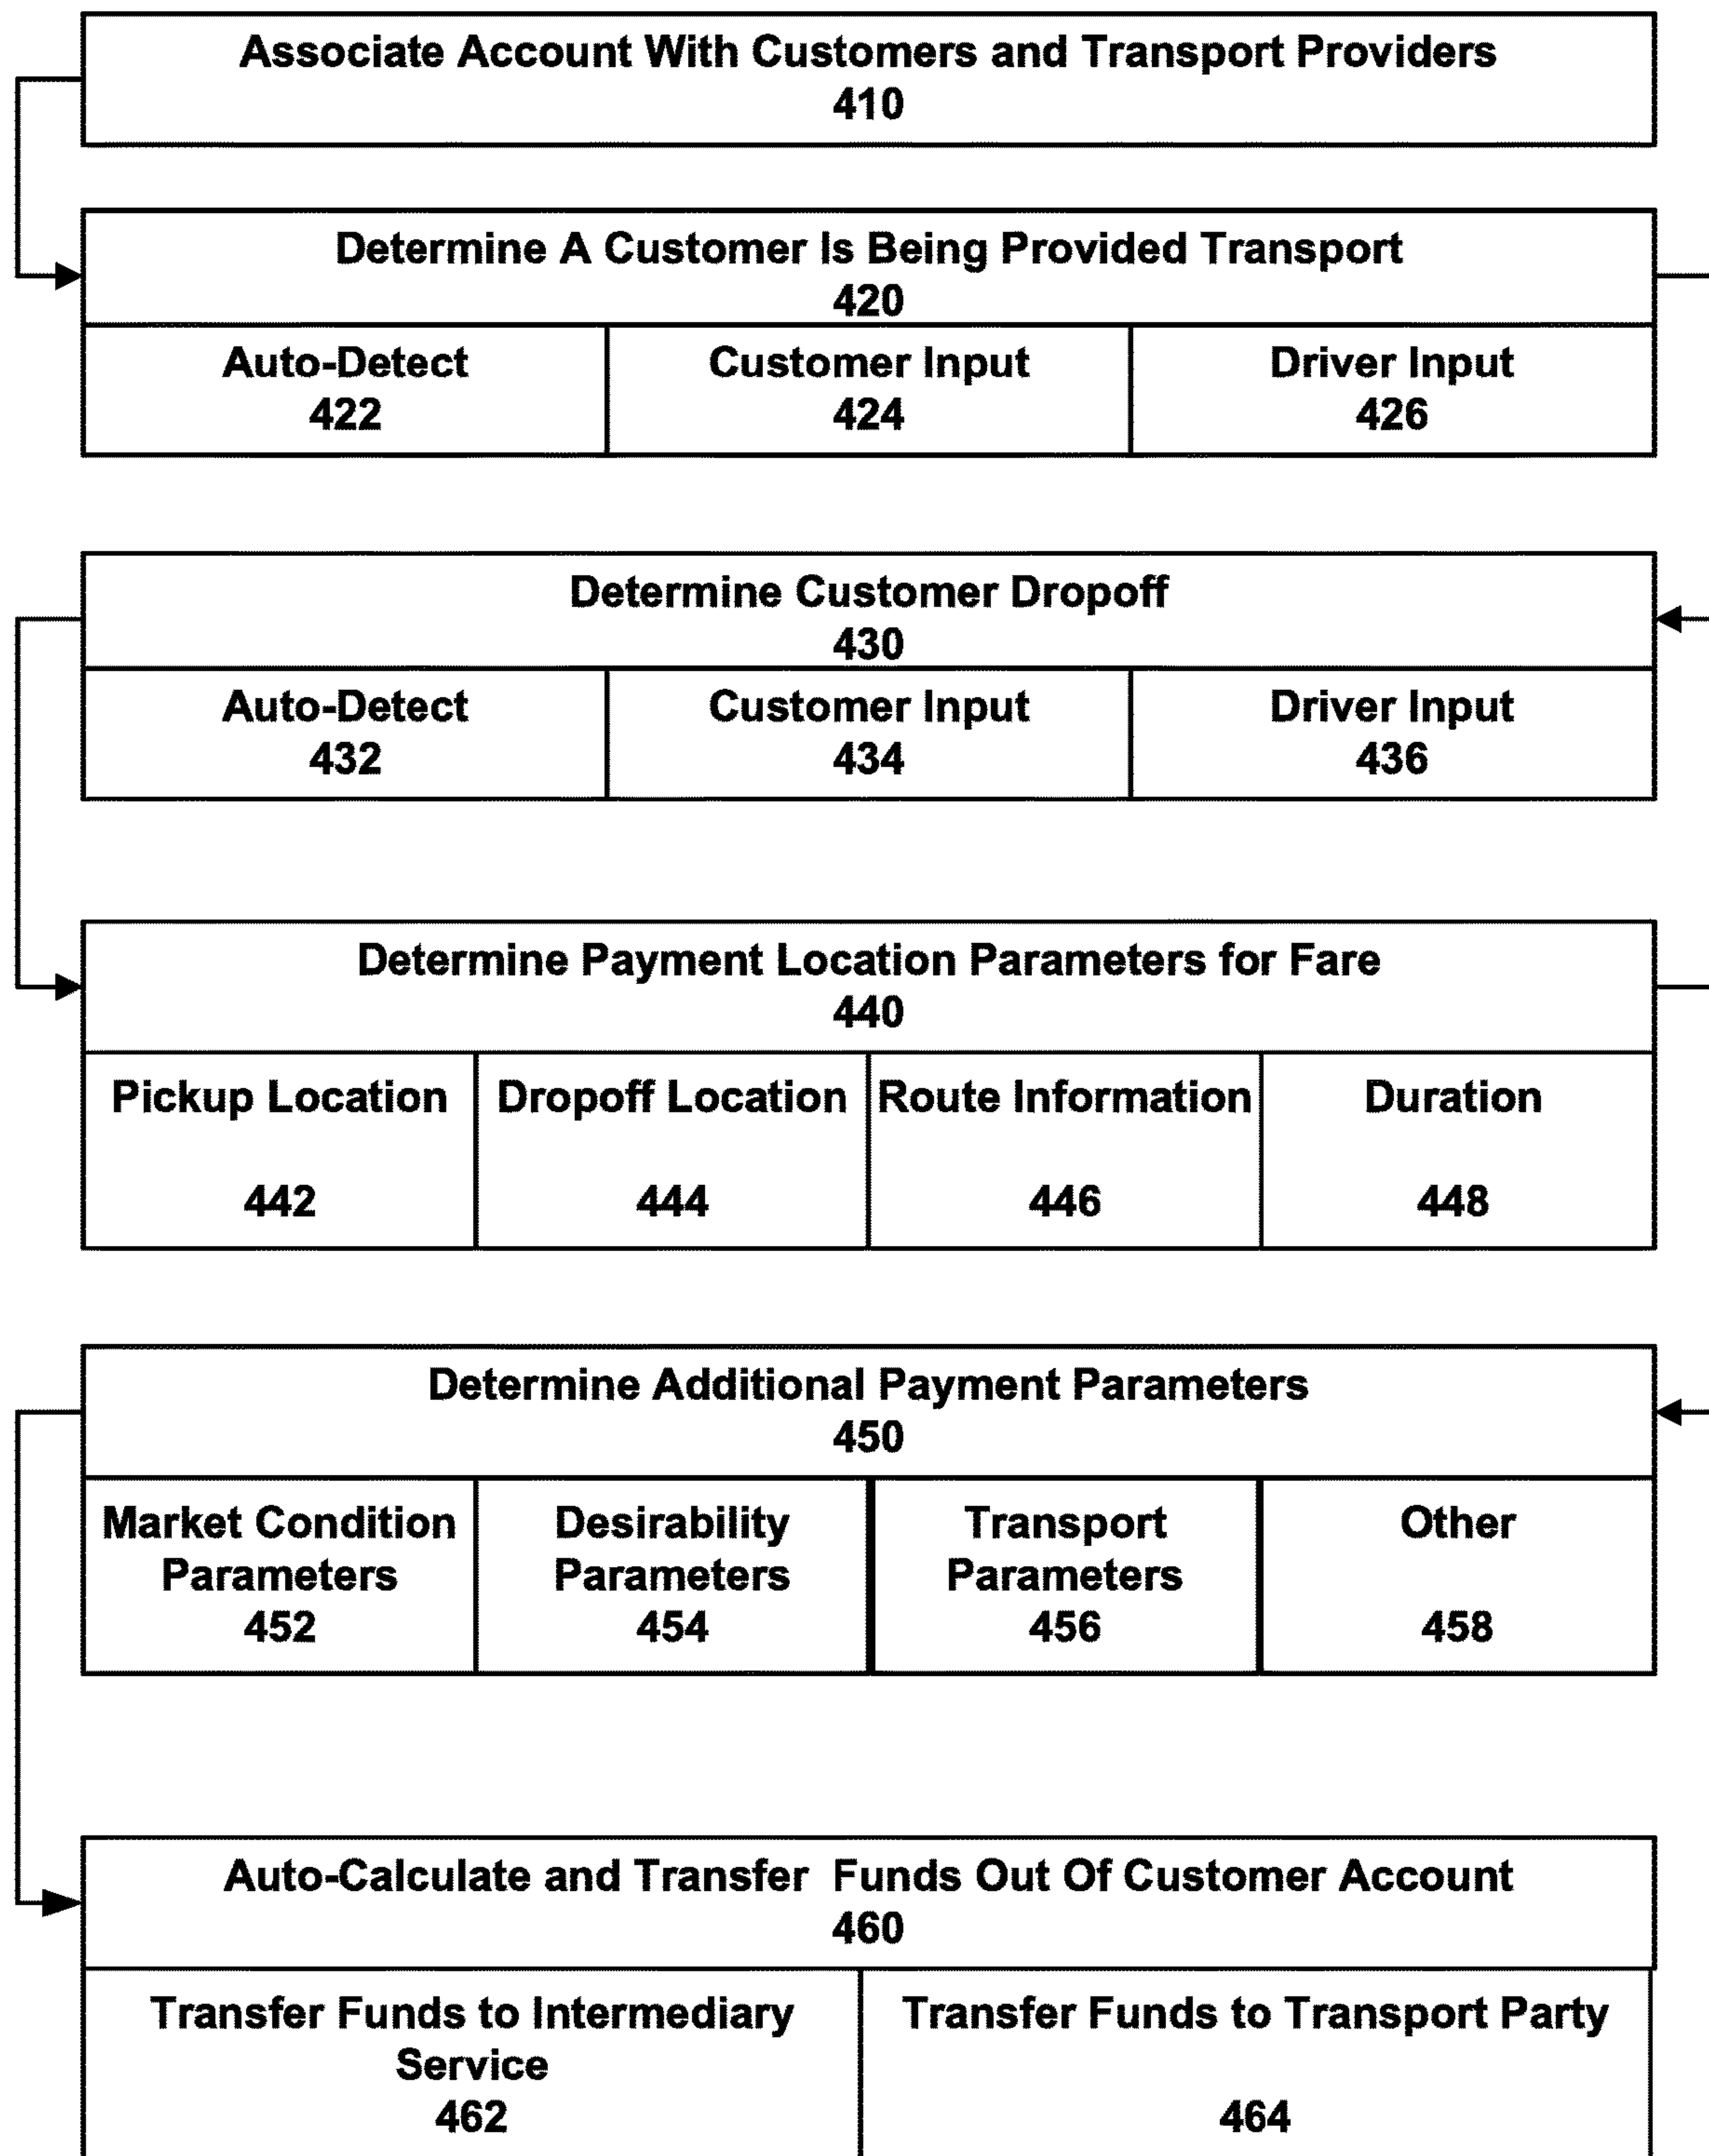 Associate Account With Customers and Transport Providers
410
Determine A Customer Is Being Provided Transport
420
Auto-Detect
422
Customer Input
424
Driver Input
426
Determine Customer Dropoff
430
Auto-Detect
432
Customer Input
434
Driver Input
436
Determine Payment Location Parameters for Fare
440
Pickup Location
442
Dropoff Location
444
Route Information
446
Duration
448
Determine Additional Payment Parameters
450
Market Condition
Parameters
452
Desirability
Parameters
454
Transport
Parameters
456
Other
458
Auto-Calculate and Transfer Funds Out Of Customer Account
460
Transfer Funds to Intermediary
Service
462
Transfer Funds to Transport Party
464